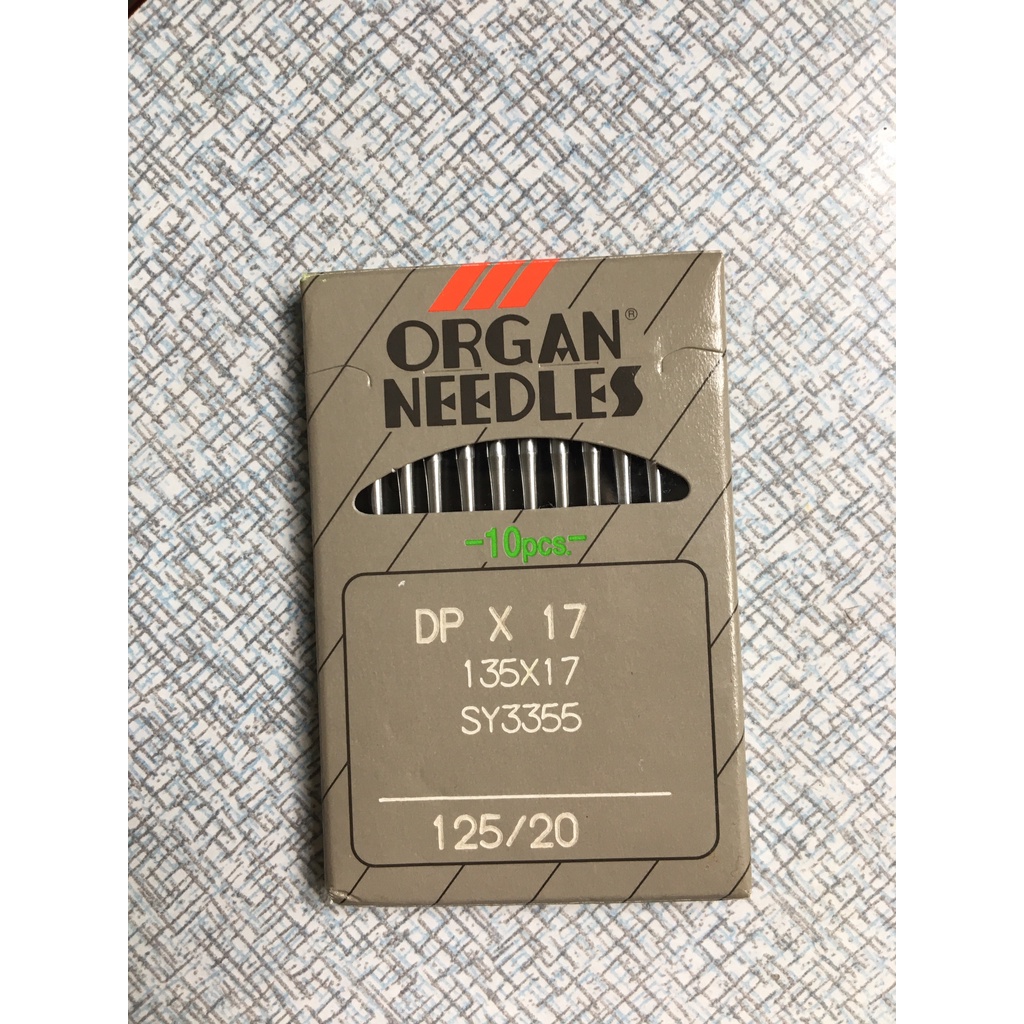 ORGAN®
NEEDLES
-10pcs.-
DP X 17
135X17
SY3355
125/20